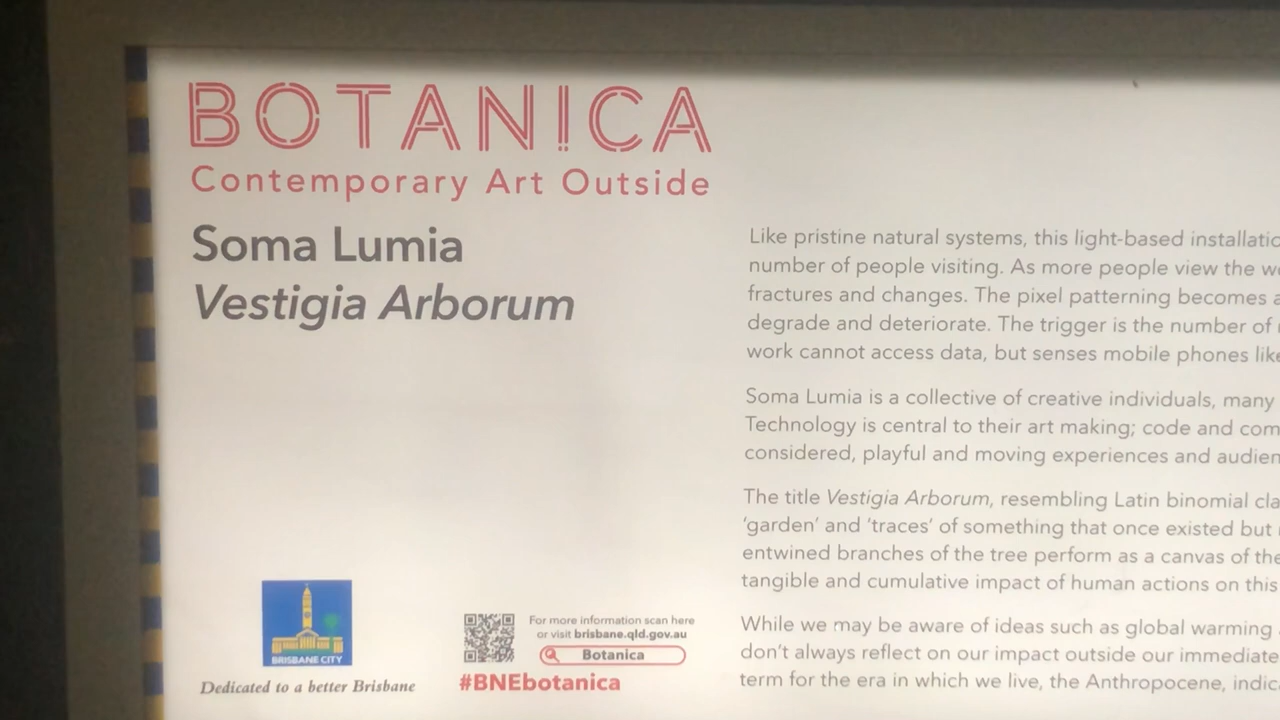 BOTANICA
Contemporary Art Outside
Soma Lumia
Vestigia Arborum
Like pristine natural systems, this light-based
number of people visiting. As more people view the
fractures and changes. The pixel patterning becomes
degrade and deteriorate. The trigger is the number of
work cannot access data, but senses mobile phones
Soma Lumia is a collective of creative individuals, many
Technology is central to their art making; code and
considered, playful and moving experiences and
The title Vestigia Arborum, resembling Latin binomial
'garden' and 'traces' of something that once existed but
entwined branches of the tree perform as a canvas of the
tangible and cumulative impact of human actions on this
While we may be aware of ideas such as global warming
don't always reflect on our impact outside our immediate
term for the era in which we live, the Anthropocene,
BRISBANE CITY
Dedicated to a better Brisbane
For more information scan here
or visit brisbane.qld.gov.au
Botanica
#BNEbotanica